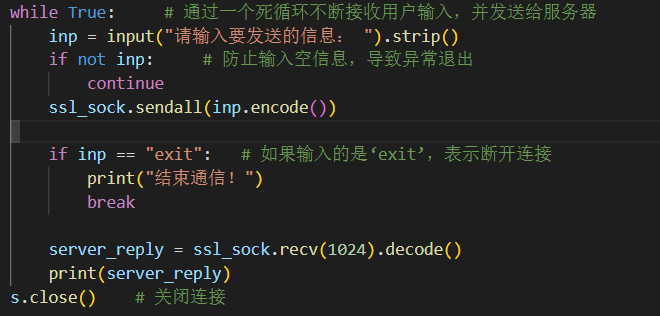 while True:     # 通过一个死循环不断接收用户输入，并发送给服务器
    inp = input("请输入要发送的信息： ").strip()
    if not inp:     # 防止输入空信息，导致异常退出
        continue
    ssl_sock.sendall(inp.encode())

    if inp == "exit":   # 如果输入的是‘exit’，表示断开连接
        print("结束通信！")
        break

    server_reply = ssl_sock.recv(1024).decode()
    print(server_reply)
s.close()    # 关闭连接